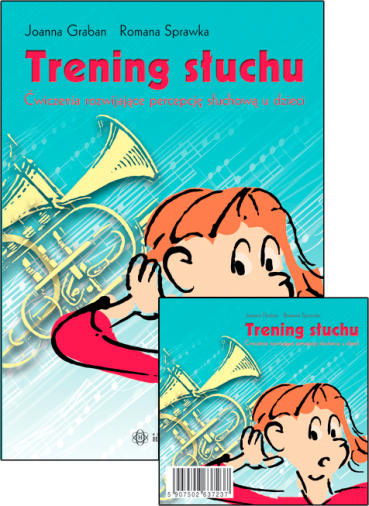 Joanna Graban Romana Sprawka
Trening słuchu
Ćwiczenia rozwijające percepcję słuchową u dzieci
Joanna Graban Romana Sprawka
Trening słuchu
Ćwiczenia rozwijające percepcję słuchową u dzieci
5 907502 637237